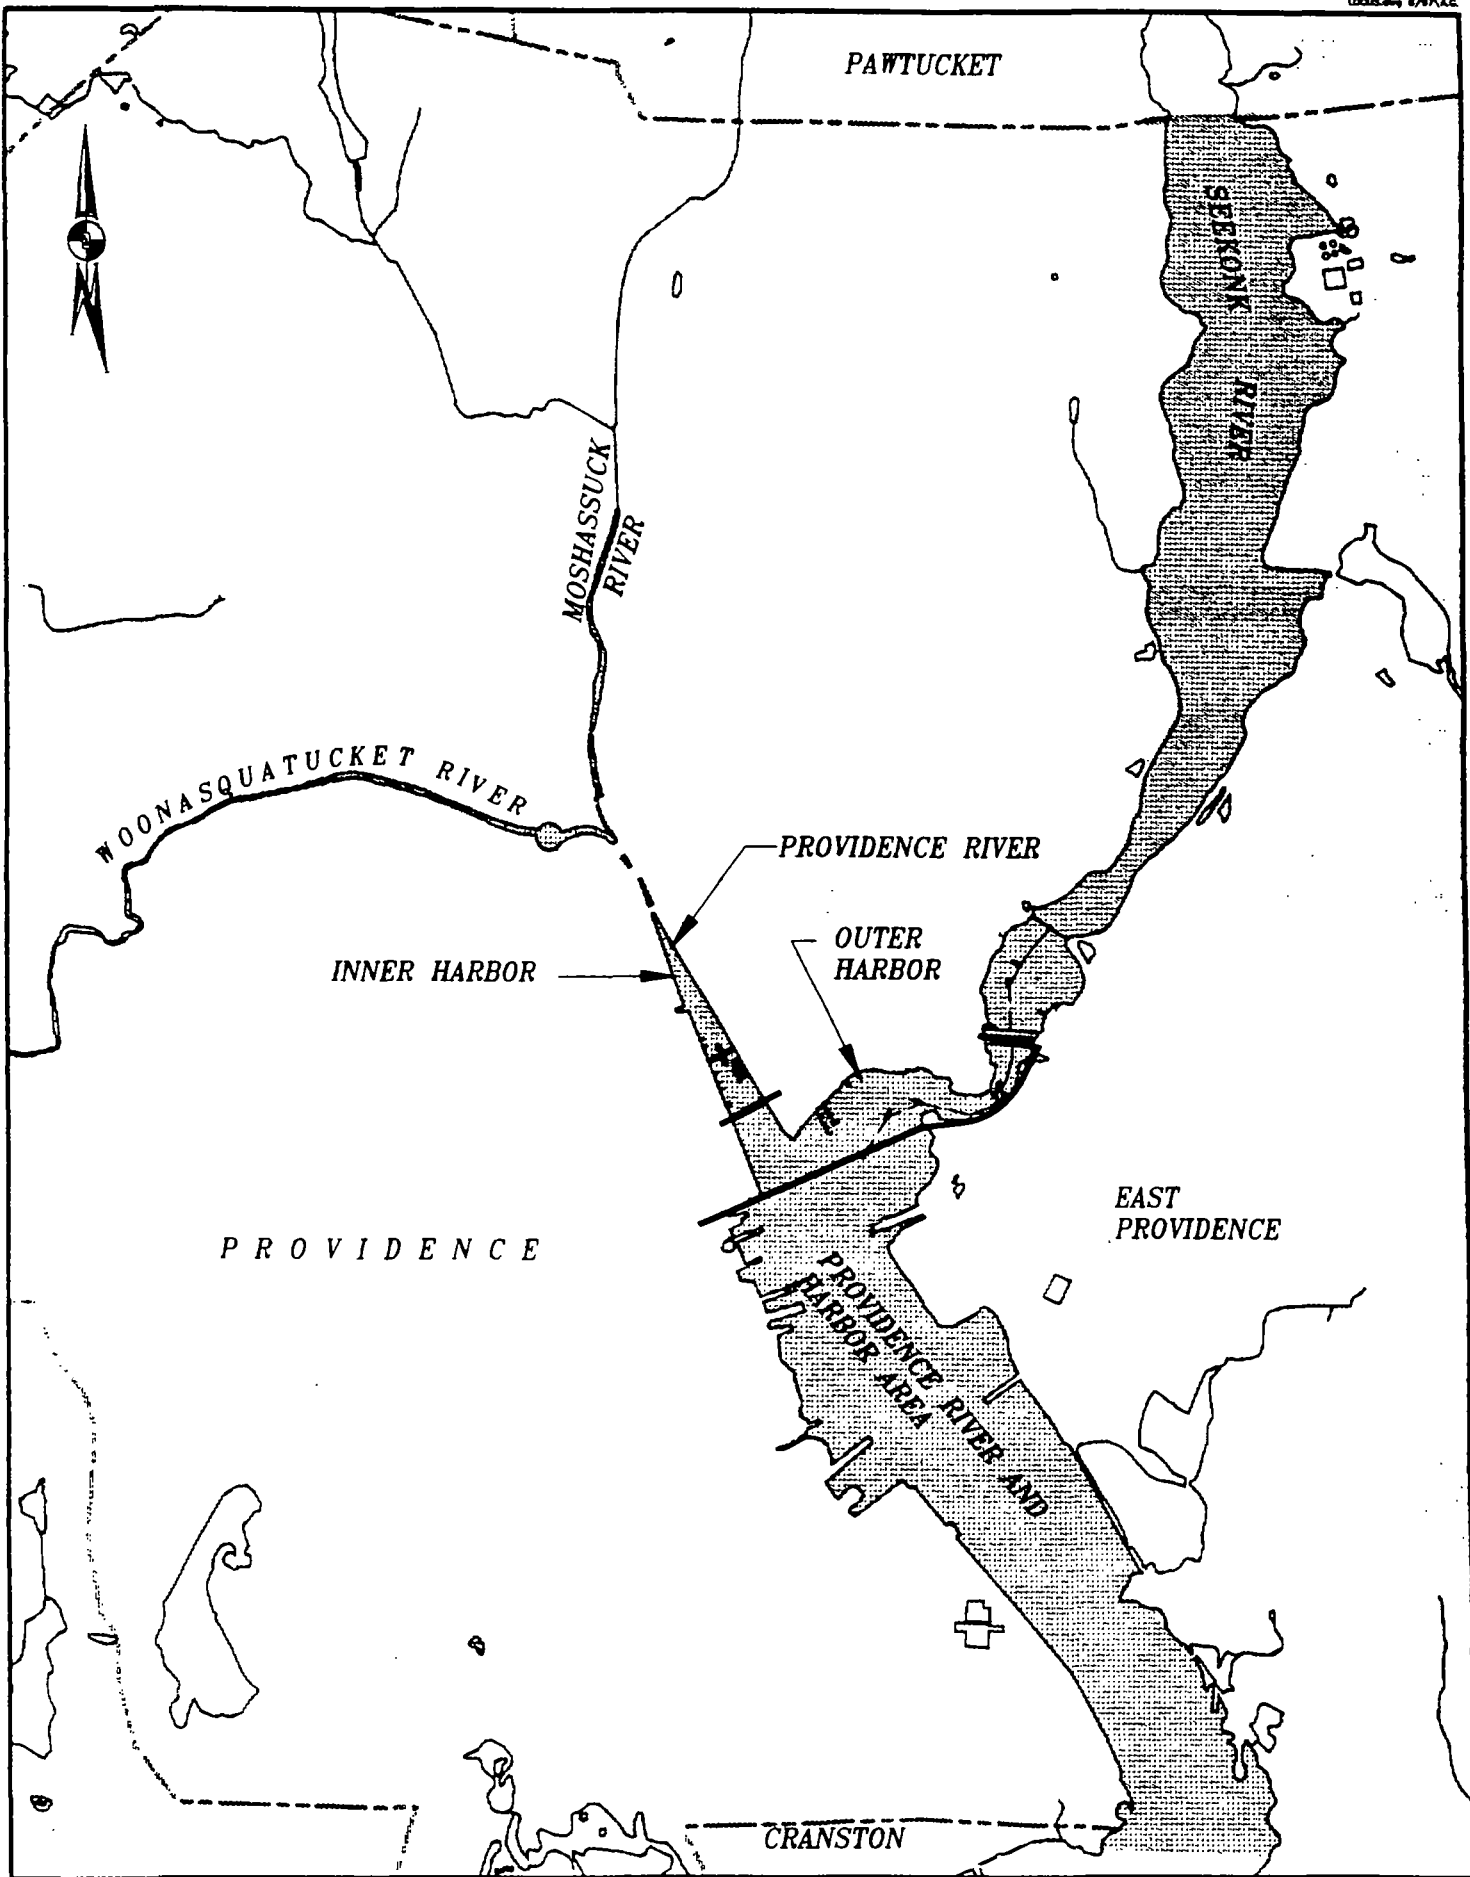 PAWTUCKET
SEEKONK
RIVER
MOSHASSUCK
RIVER
WOONASQUATUCKET RIVER
PROVIDENCE RIVER
OUTER
HARBOR
INNER HARBOR
EAST
PROVIDENCE
PROVIDENCE
PROVIDENCE RIVER AND
HARBOR AREA
CRANSTON
N